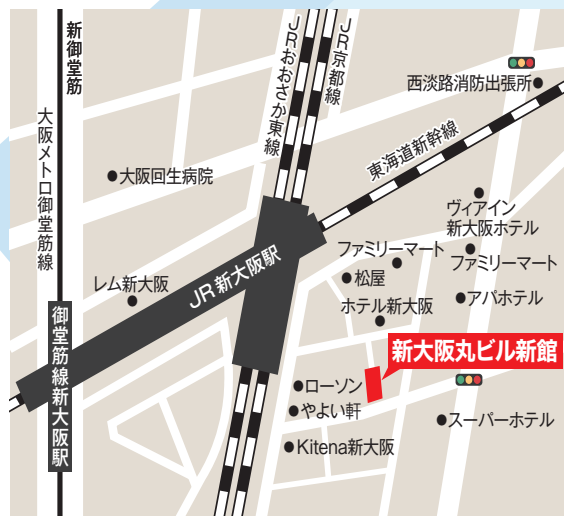 新御堂筋
大阪メトロ御堂筋線
JRおおさか東線
JR京都線
西淡路消防出張所
東海道新幹線
大阪回生病院
ヴィアイン
新大阪ホテル
ファミリーマート
ファミリーマート
松屋
JR新大阪駅
レム新大阪
アパホテル
ホテル新大阪
御堂筋線新大阪駅
新大阪丸ビル新館
ローソン
やよい軒
スーパーホテル
Kitena新大阪